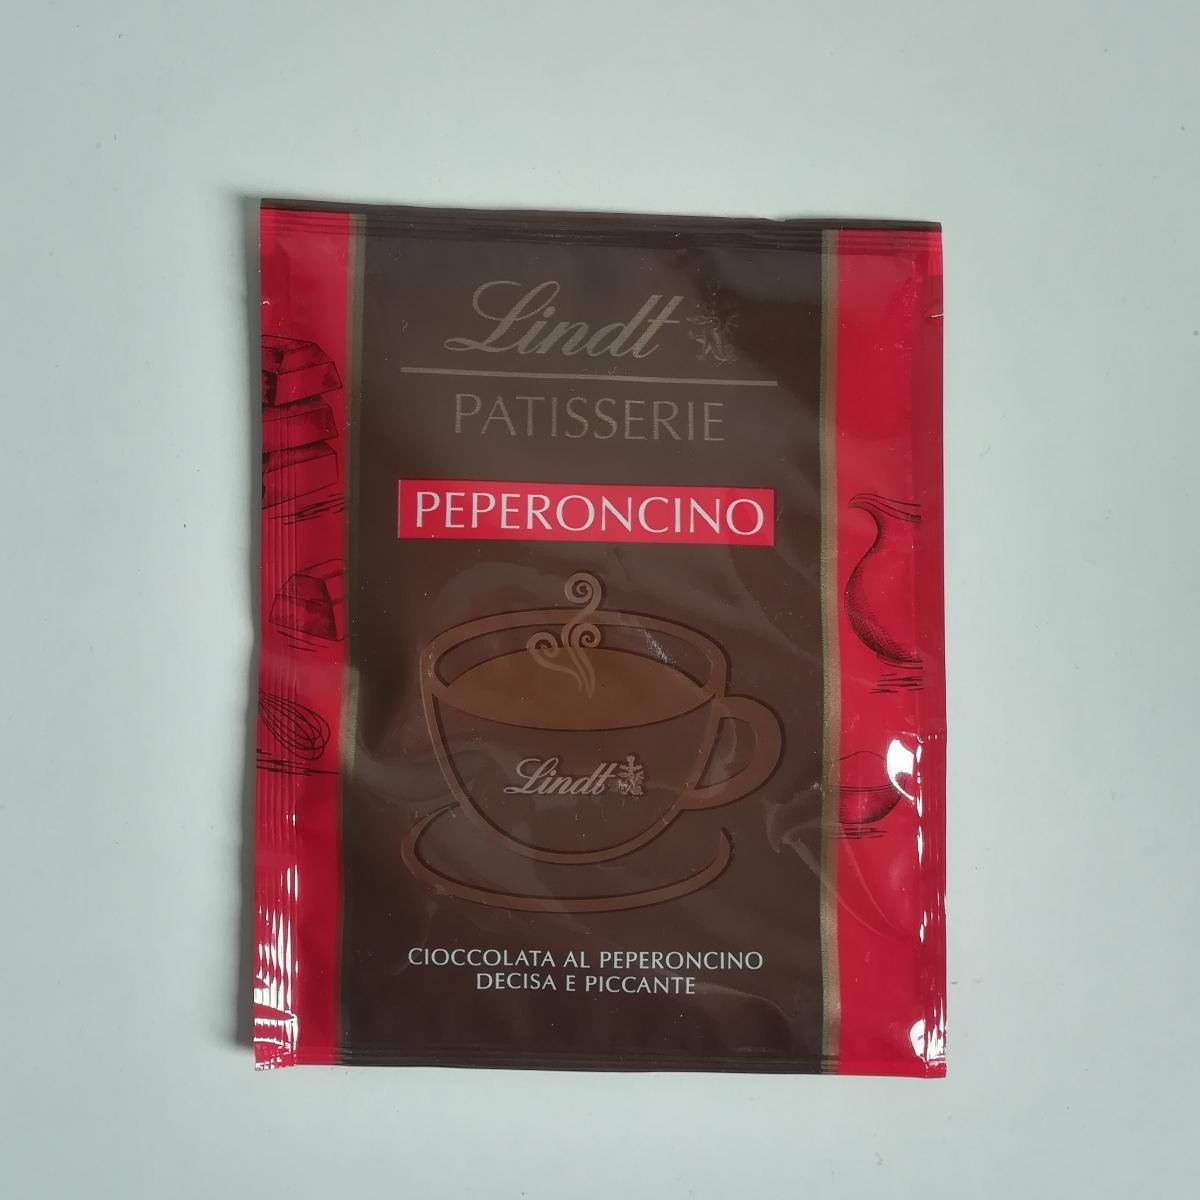 Lindt
PATISSERIE
PEPERONCINO
Lindt
CIOCCOLATA AL PEPERONCINO
DECISA E PICCANTE